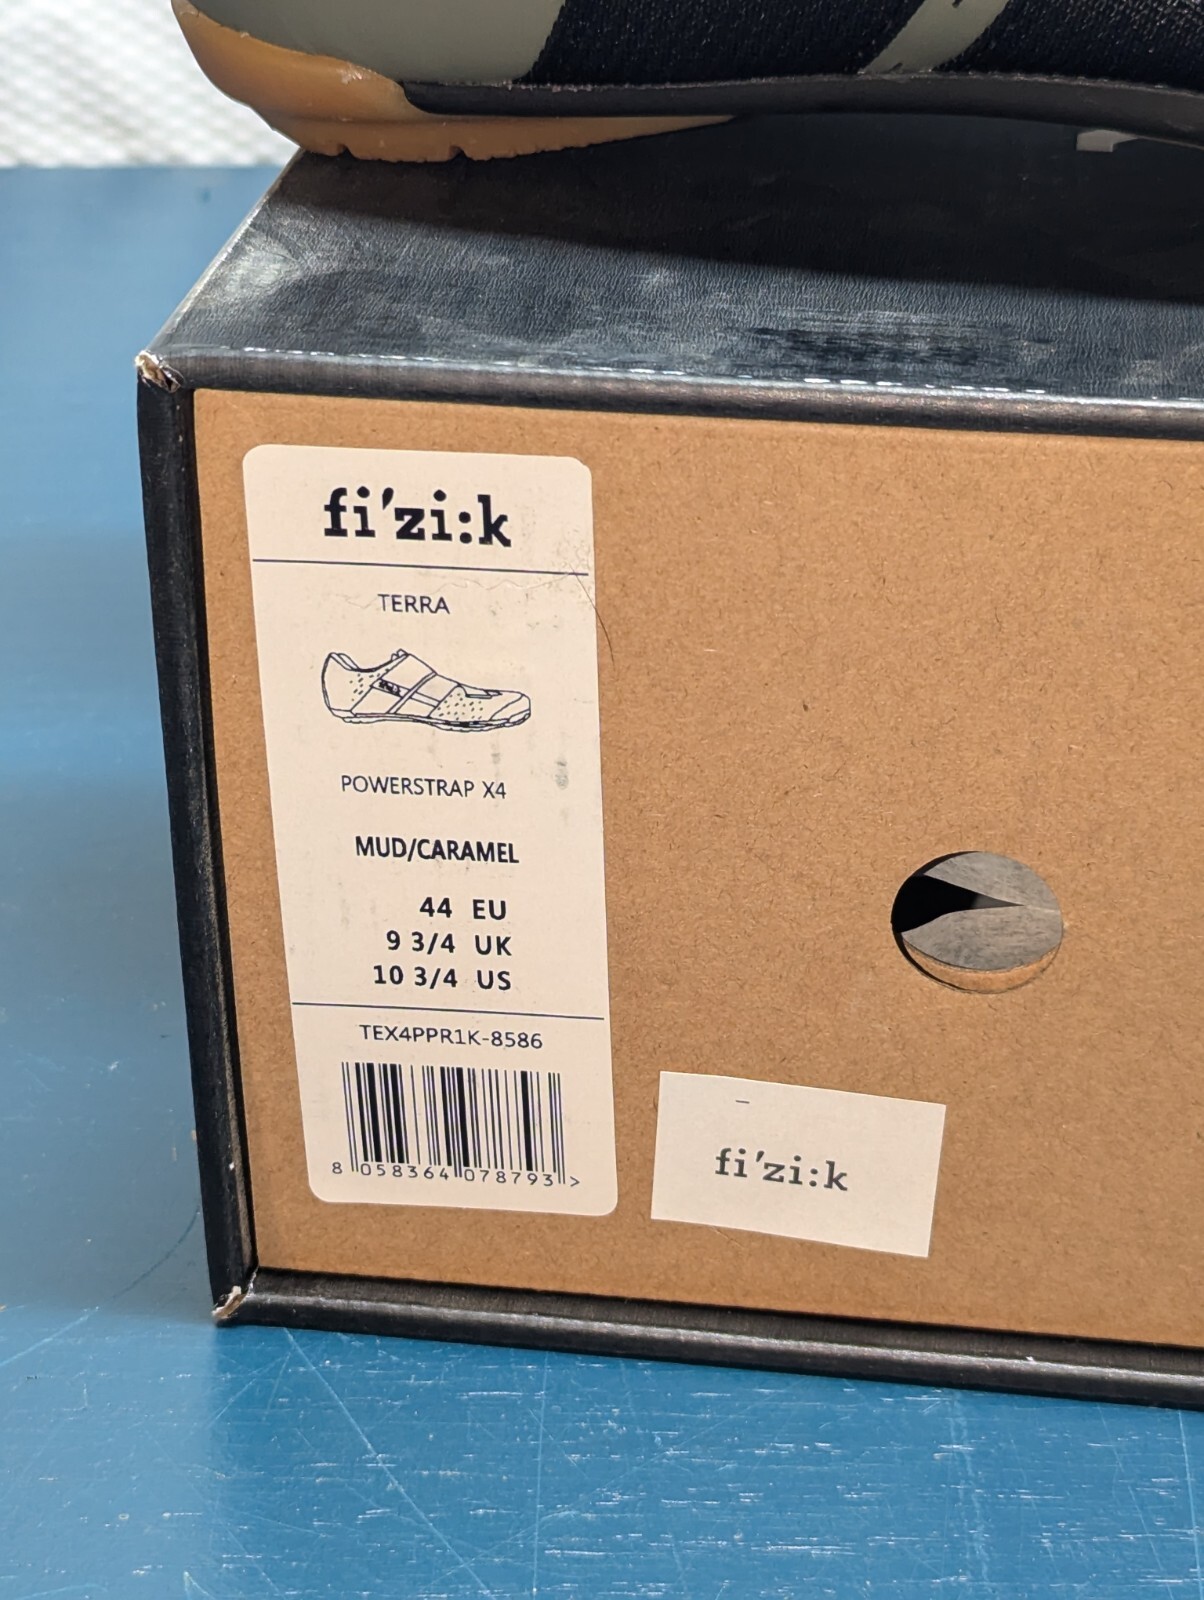 fi'zi:k
TERRA
POWERSTRAP X4
MUD/CARAMEL
44 EU
9 3/4 UK
10 3/4 US
TEX4PPR1K-8586
8 058364 078793 >
fi'zi:k